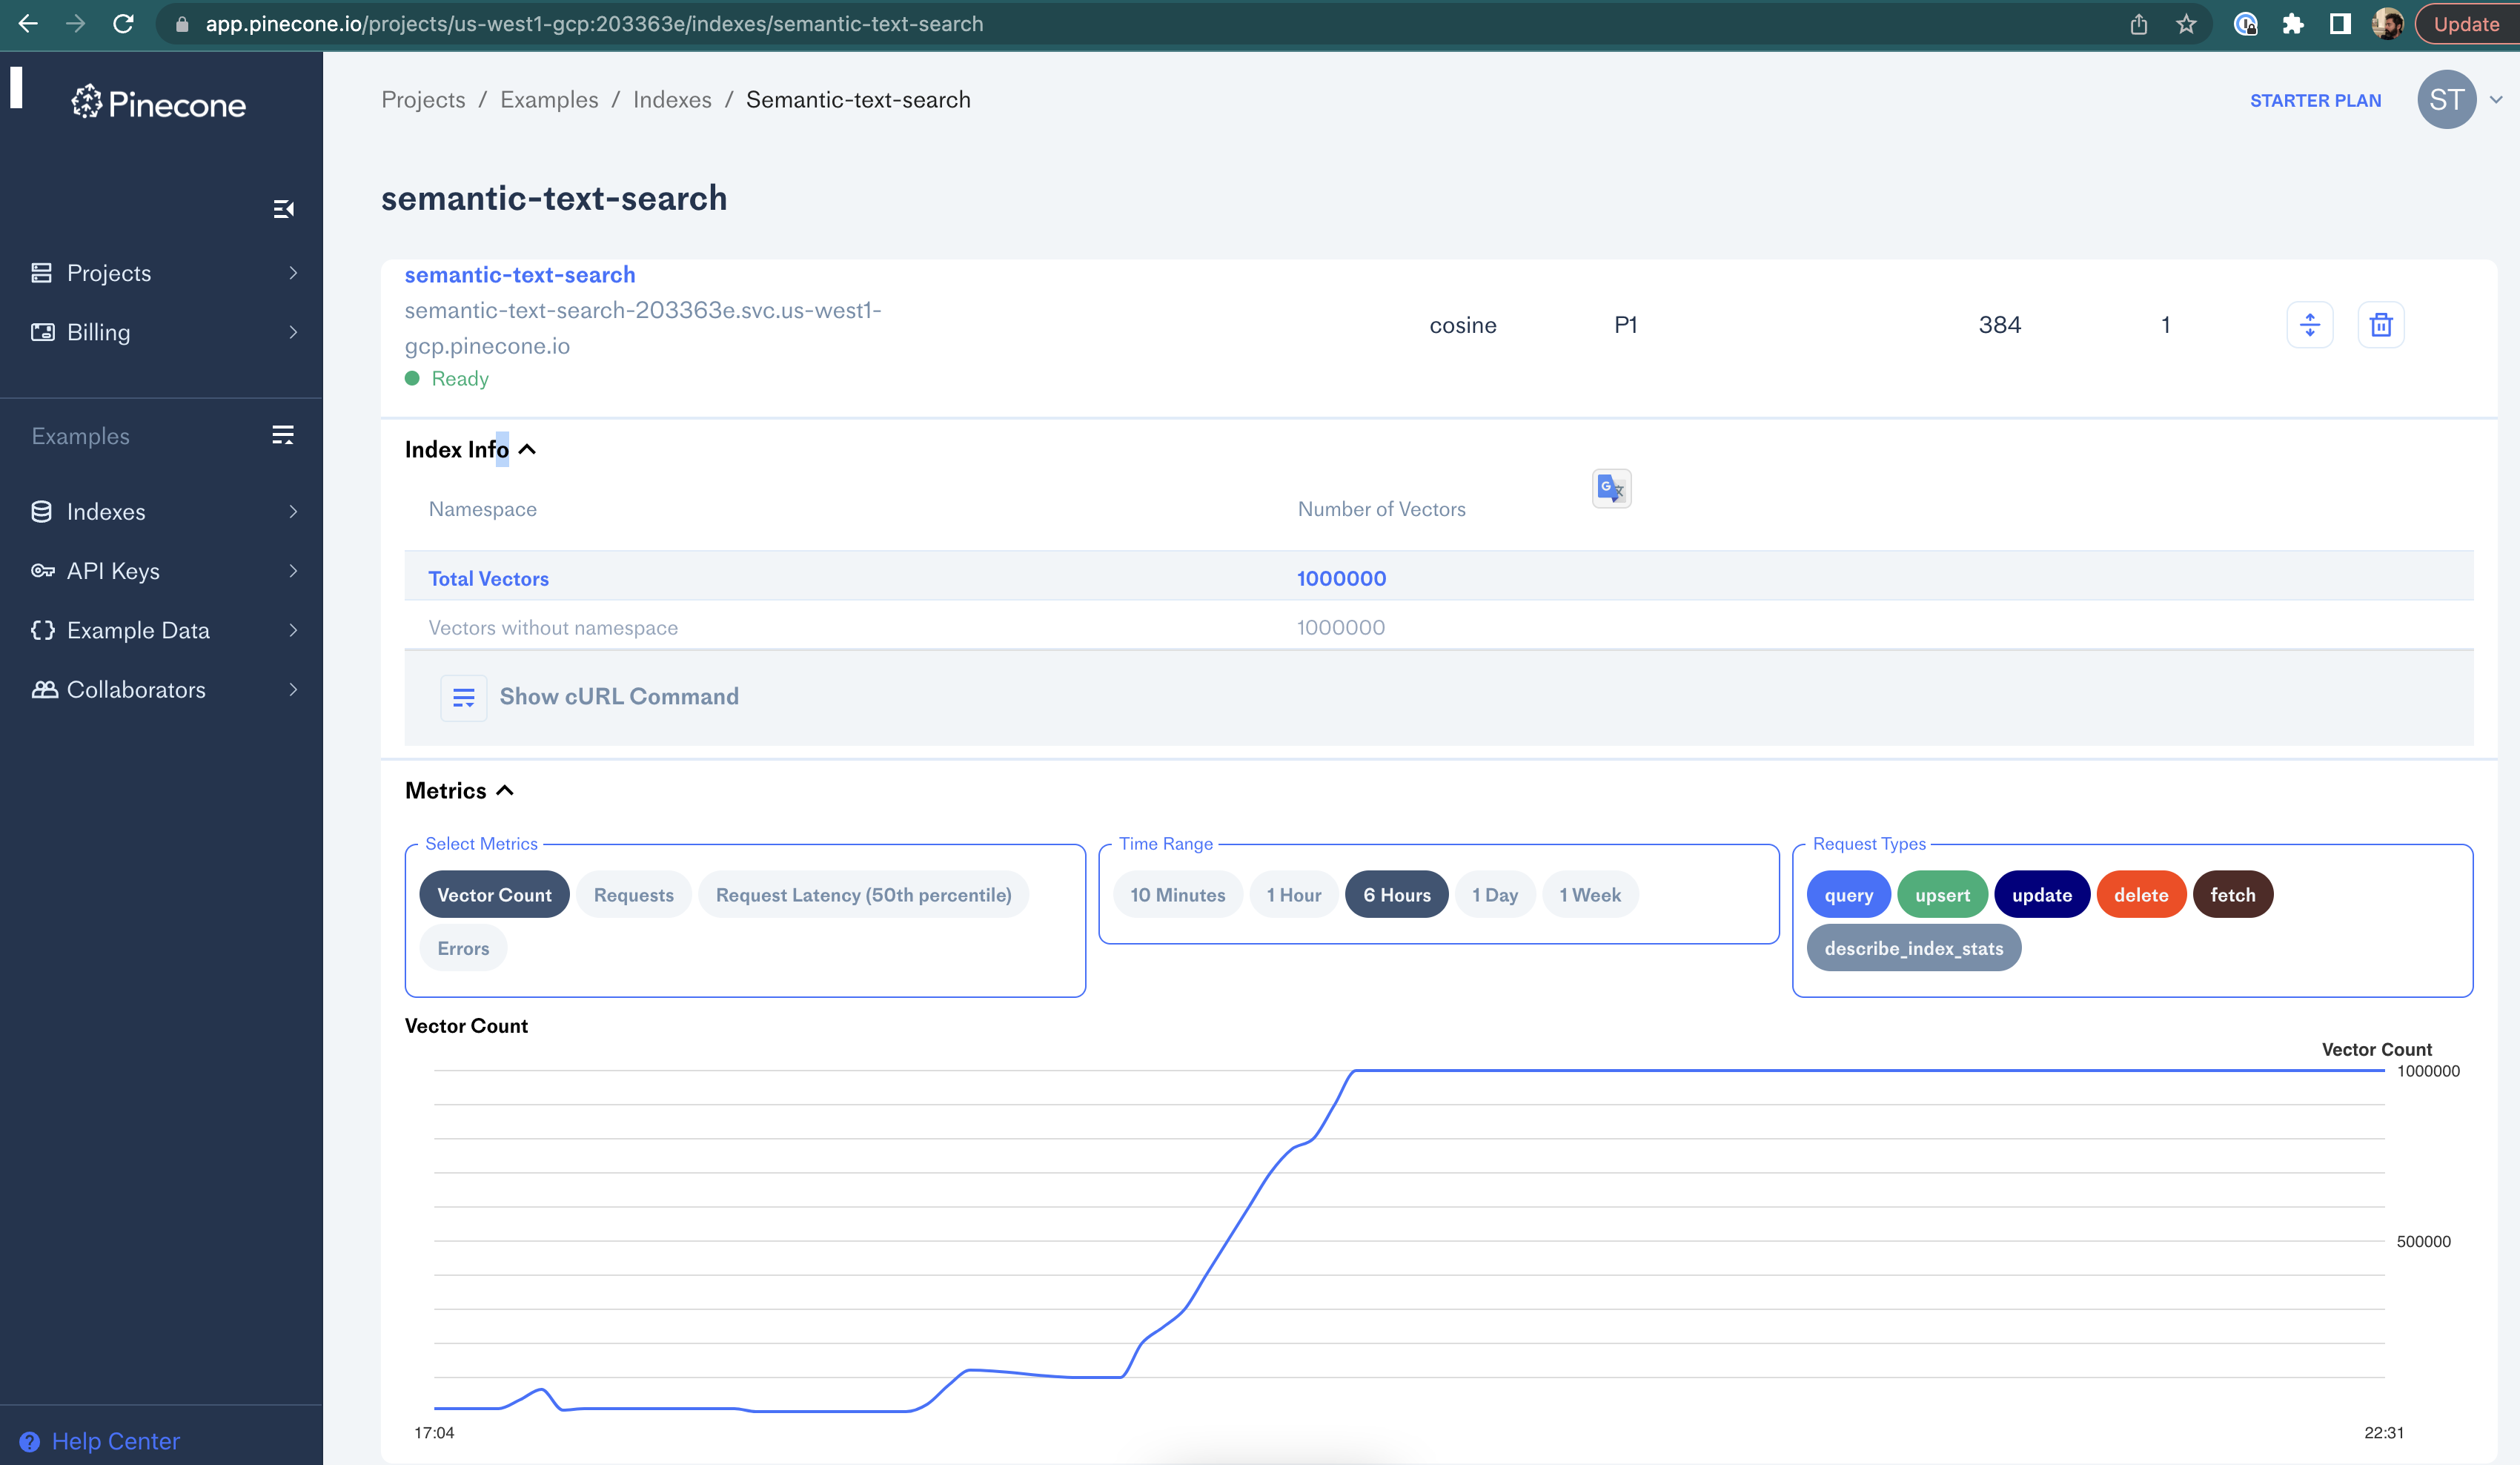 app.pinecone.io/projects/us-west1-gcp:203363e/indexes/semantic-text-search
Update
Pinecone
Projects / Examples / Indexes / Semantic-text-search
STARTER PLAN
ST
semantic-text-search
Projects
Billing
Examples
Indexes
API Keys
Example Data
Collaborators
Help Center
semantic-text-search
semantic-text-search-203363e.svc.us-west1-
gcp.pinecone.io
Ready
cosine
P1
384
1
Index Info
Namespace
Number of Vectors
Total Vectors
1000000
Vectors without namespace
1000000
Show cURL Command
Metrics
Select Metrics
Vector Count
Requests
Request Latency (50th percentile)
Errors
Time Range
10 Minutes
1 Hour
6 Hours
1 Day
1 Week
Request Types
query
upsert
update
delete
fetch
describe_index_stats
Vector Count
Vector Count
1000000
500000
17:04
22:31